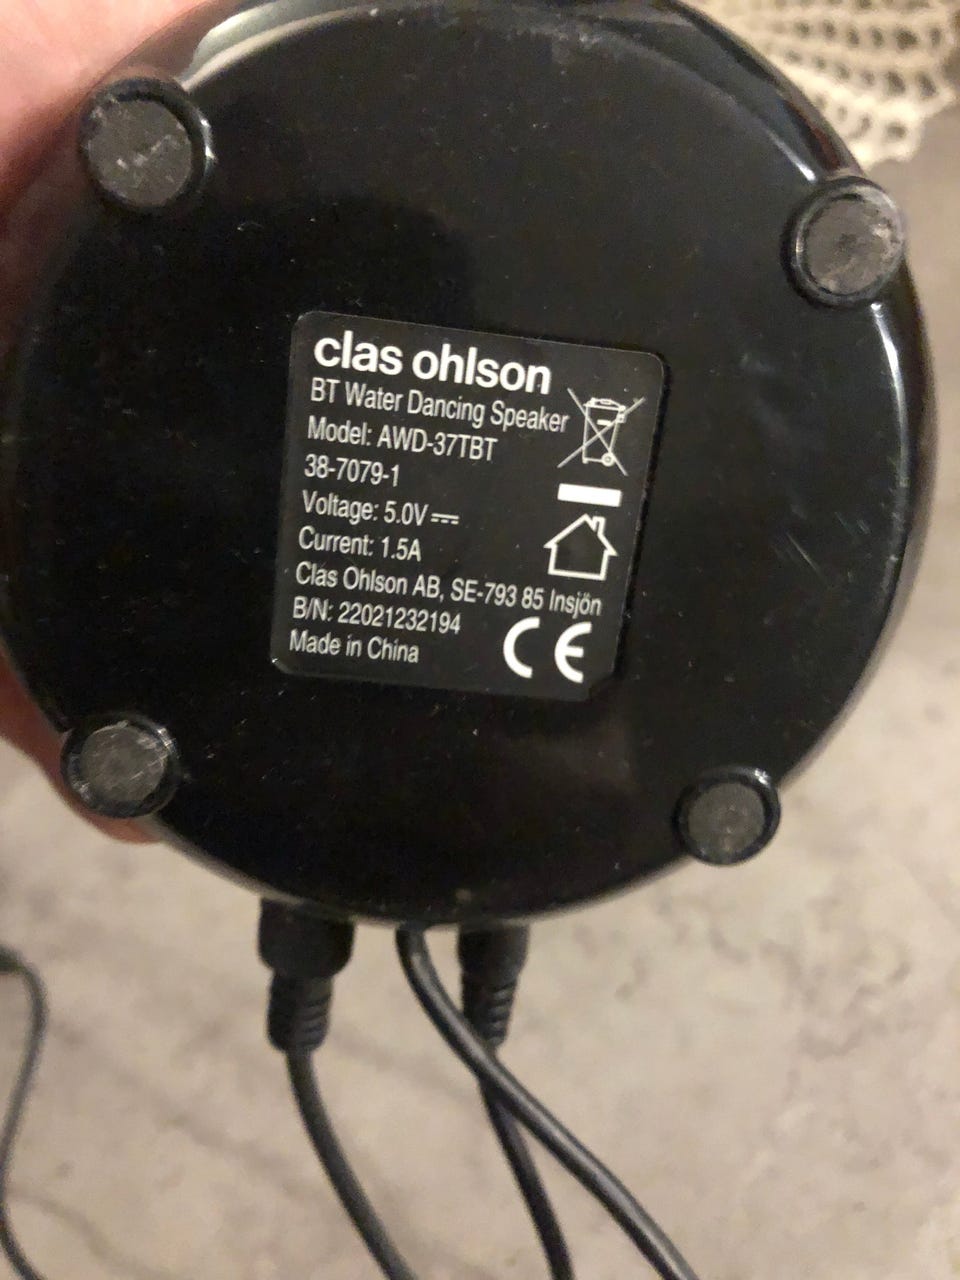 clas ohlson
BT Water Dancing Speaker
Model: AWD-37TBT
38-7079-1
Voltage: 5.0V ⎓
Current: 1.5A
Clas Ohlson AB, SE-793 85 Insjön
B/N: 22021232194
Made in China
CE